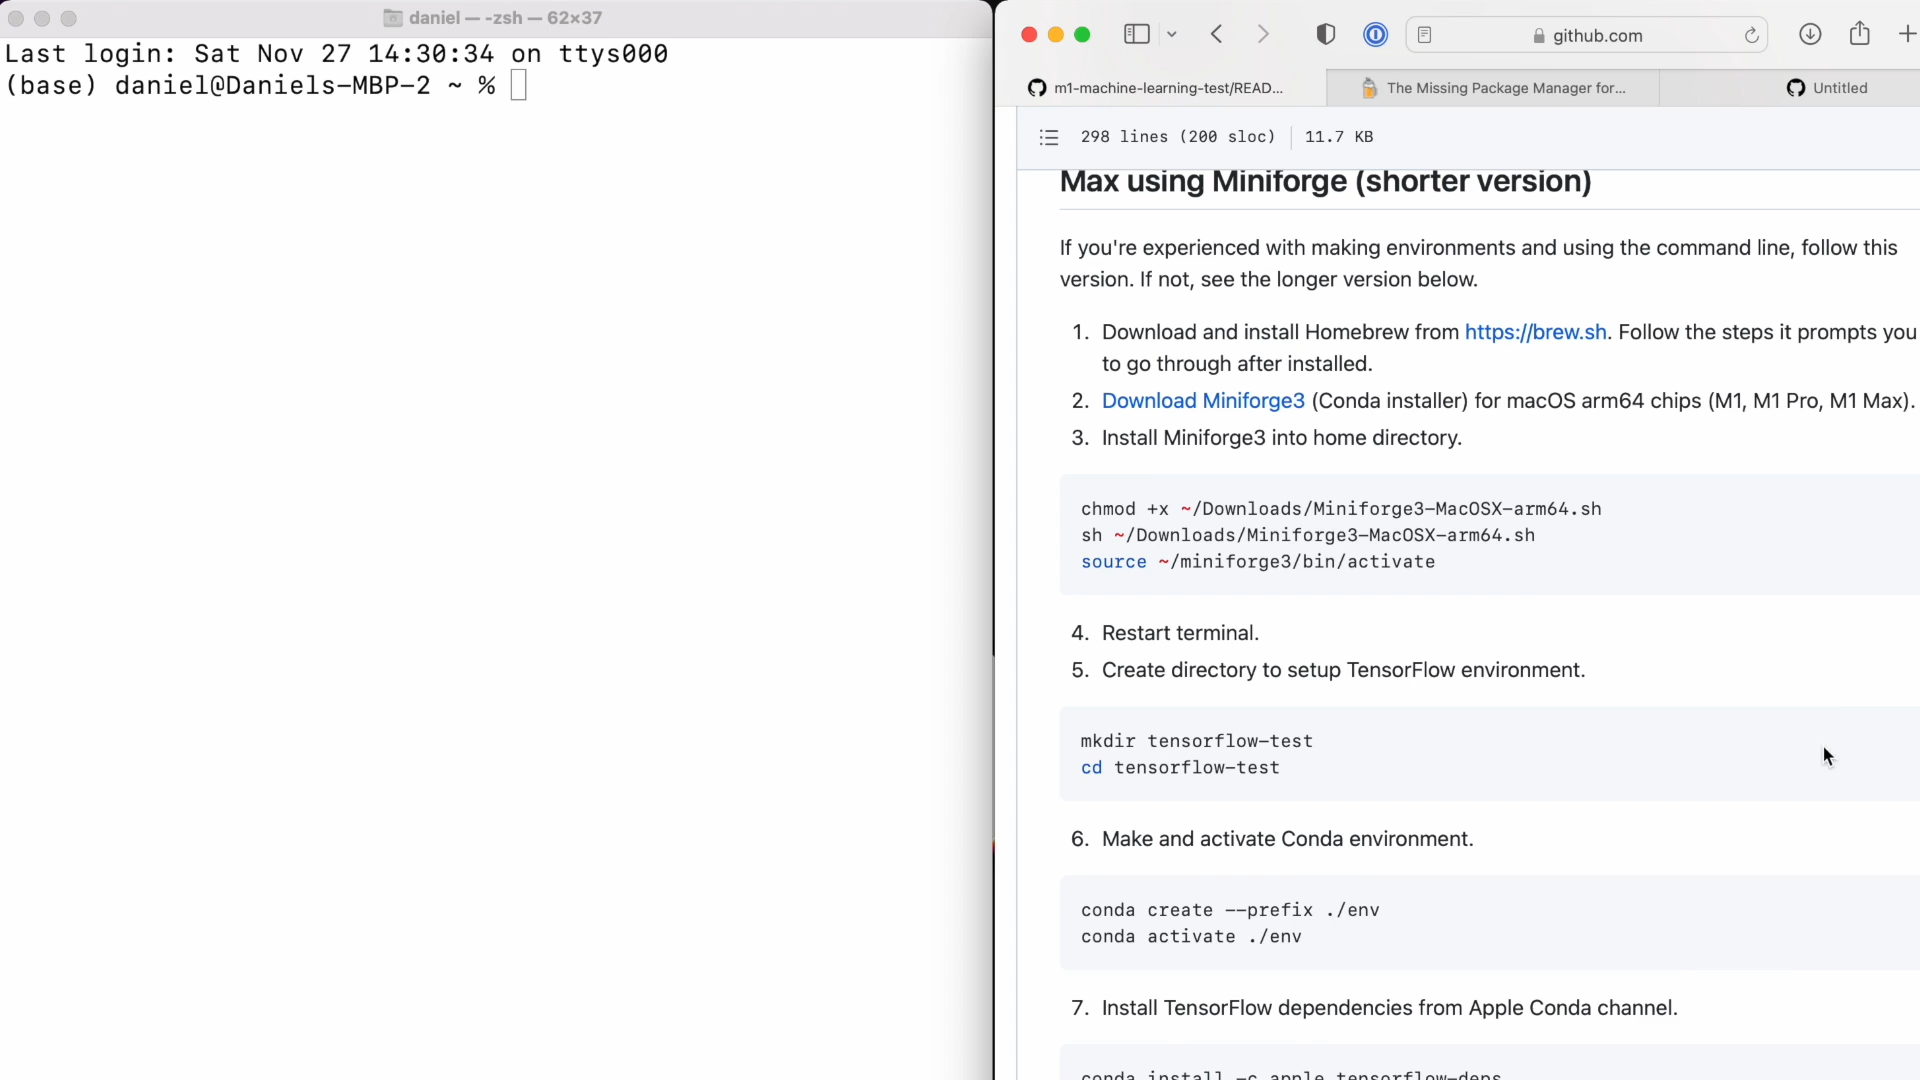 daniel — -zsh — 62×37
Last login: Sat Nov 27 14:30:34 on ttys000
(base) daniel@Daniels-MBP-2 ~ %
github.com
m1-machine-learning-test/READ...
The Missing Package Manager for...
Untitled
298 lines (200 sloc)
11.7 KB
Max using Miniforge (shorter version)
If you're experienced with making environments and using the command line, follow this
version. If not, see the longer version below.
1. Download and install Homebrew from https://brew.sh. Follow the steps it prompts you
to go through after installed.
2. Download Miniforge3 (Conda installer) for macOS arm64 chips (M1, M1 Pro, M1 Max).
3. Install Miniforge3 into home directory.
chmod +x ~/Downloads/Miniforge3-MacOSX-arm64.sh
sh ~/Downloads/Miniforge3-MacOSX-arm64.sh
source ~/miniforge3/bin/activate
4. Restart terminal.
5. Create directory to setup TensorFlow environment.
mkdir tensorflow-test
cd tensorflow-test
6. Make and activate Conda environment.
conda create --prefix ./env
conda activate ./env
7. Install TensorFlow dependencies from Apple Conda channel.
conda install -c apple tensorflow-deps